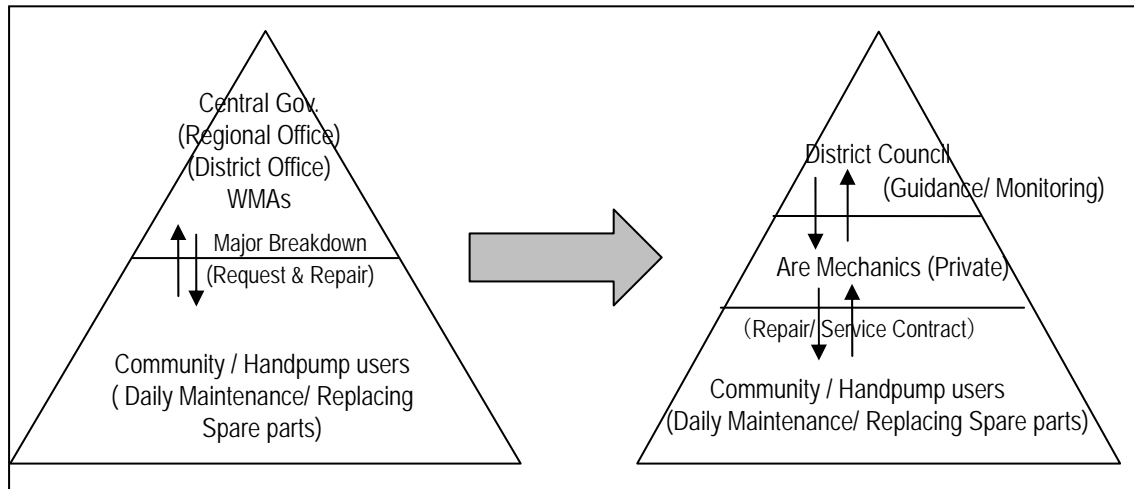 Central Gov.
(Regional Office)
(District Office)
WMAs
Major Breakdown
(Request & Repair)
Community / Handpump users
( Daily Maintenance/ Replacing
Spare parts)
District Council
(Guidance/ Monitoring)
Are Mechanics (Private)
（Repair/ Service Contract）
Community / Handpump users
(Daily Maintenance/ Replacing Spare parts)